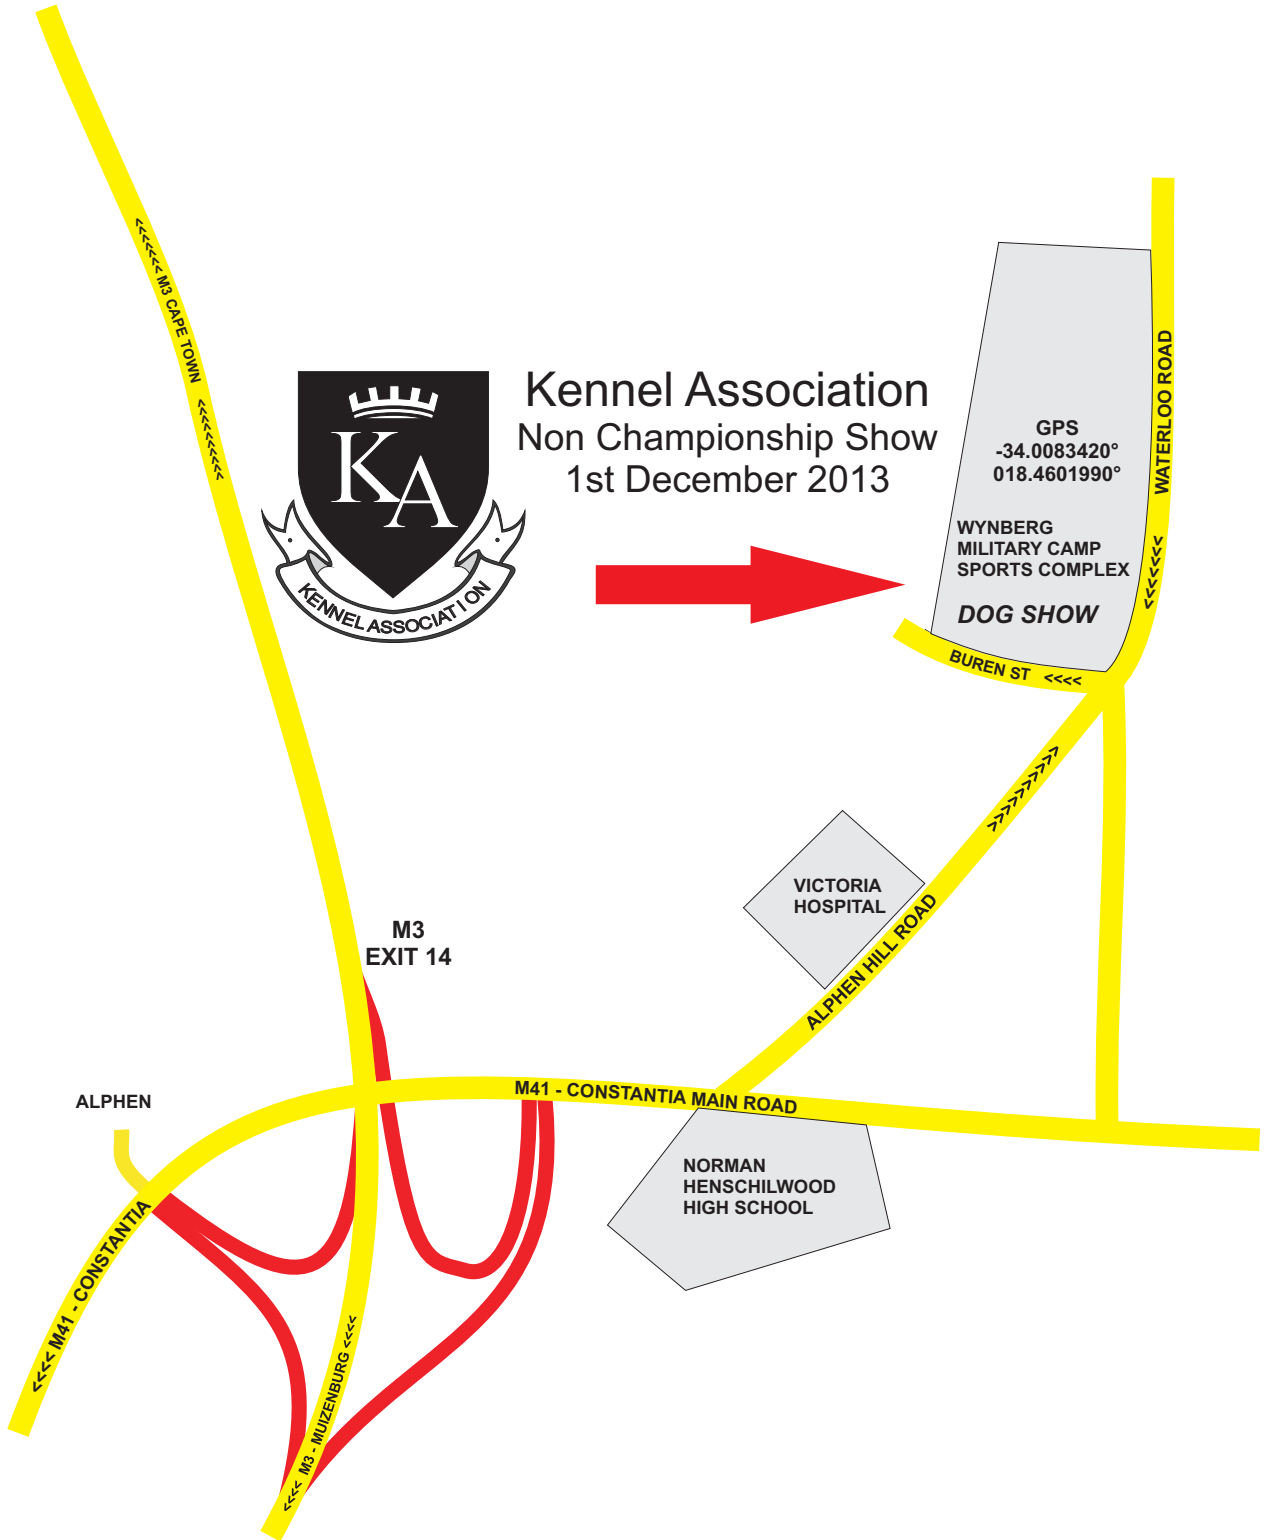 <<<<<<< M3 CAPE TOWN <<<<<<<<<
KA
KENNEL ASSOCIATION
Kennel Association
Non Championship Show
1st December 2013
GPS
-34.0083420°
018.4601990°
WYNBERG
MILITARY CAMP
SPORTS COMPLEX
DOG SHOW
WATERLOO ROAD <<<<<<<
BUREN ST <<<<
VICTORIA
HOSPITAL
ALPHEN HILL ROAD >>>>>>>>>
M3
EXIT 14
ALPHEN
M41 - CONSTANTIA MAIN ROAD
NORMAN
HENSCHILWOOD
HIGH SCHOOL
<<<< M41 - CONSTANTIA
<<<< M3 - MUIZENBURG <<<<